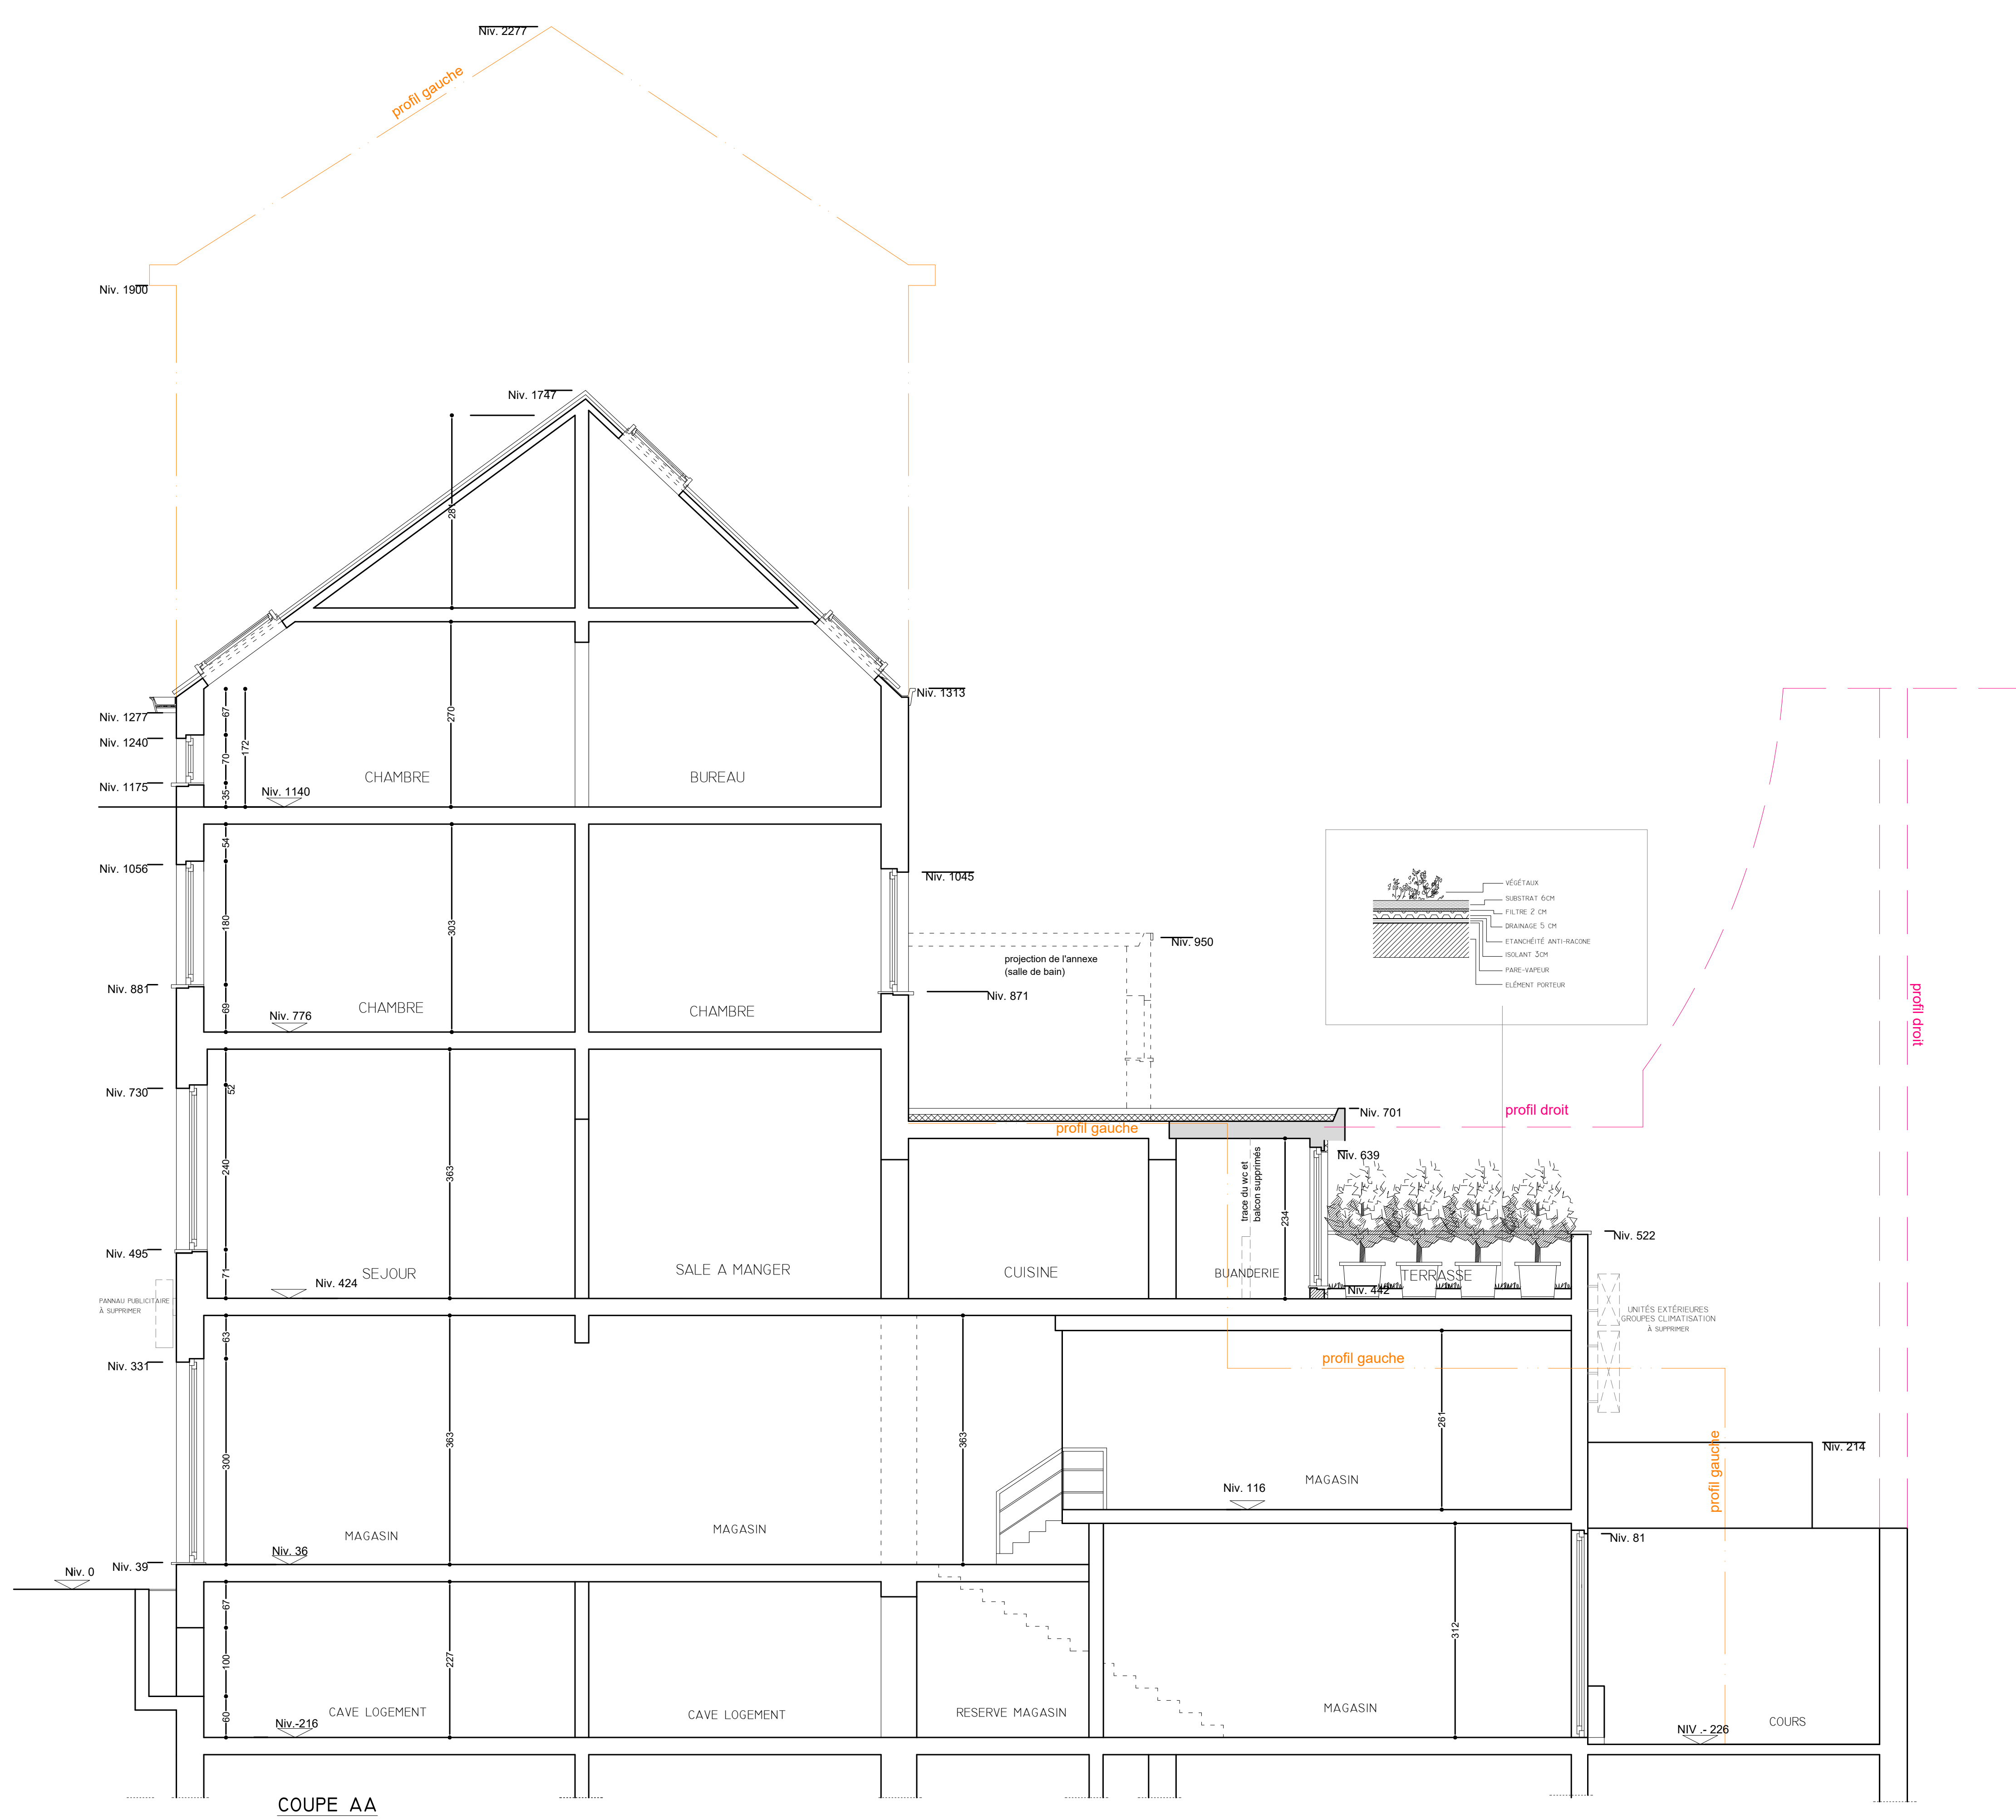 Niv. 2277
profil gauche
Niv. 1900
Niv. 1747
281
Niv. 1277
Niv. 1313
Niv. 1240
67
70
172
270
CHAMBRE
BUREAU
Niv. 1175
35
Niv. 1140
54
Niv. 1056
Niv. 1045
180
303
Niv. 950
projection de l'annexe
(salle de bain)
Niv. 881
Niv. 871
69
CHAMBRE
CHAMBRE
Niv. 776
VÉGÉTAUX
SUBSTRAT 6CM
FILTRE 2 CM
DRAINAGE 5 CM
ETANCHÉITÉ ANTI-RACONE
ISOLANT 3CM
PARE-VAPEUR
ELÉMENT PORTEUR
profil droit
52
Niv. 730
Niv. 701
profil droit
profil gauche
Niv. 639
240
363
trace du wc et
balcon supprimés
234
Niv. 522
Niv. 495
71
SEJOUR
SALE A MANGER
CUISINE
BUANDERIE
TERRASSE
Niv. 424
Niv. 442
PANNAU PUBLICITAIRE
À SUPPRIMER
UNITÉS EXTÉRIEURES
GROUPES CLIMATISATION
À SUPPRIMER
63
Niv. 331
profil gauche
300
363
363
261
profil gauche
Niv. 214
MAGASIN
Niv. 116
MAGASIN
MAGASIN
Niv. 81
Niv. 36
Niv. 39
Niv. 0
67
100
60
227
312
CAVE LOGEMENT
CAVE LOGEMENT
RESERVE MAGASIN
MAGASIN
COURS
Niv.-216
NIV .- 226
COUPE AA